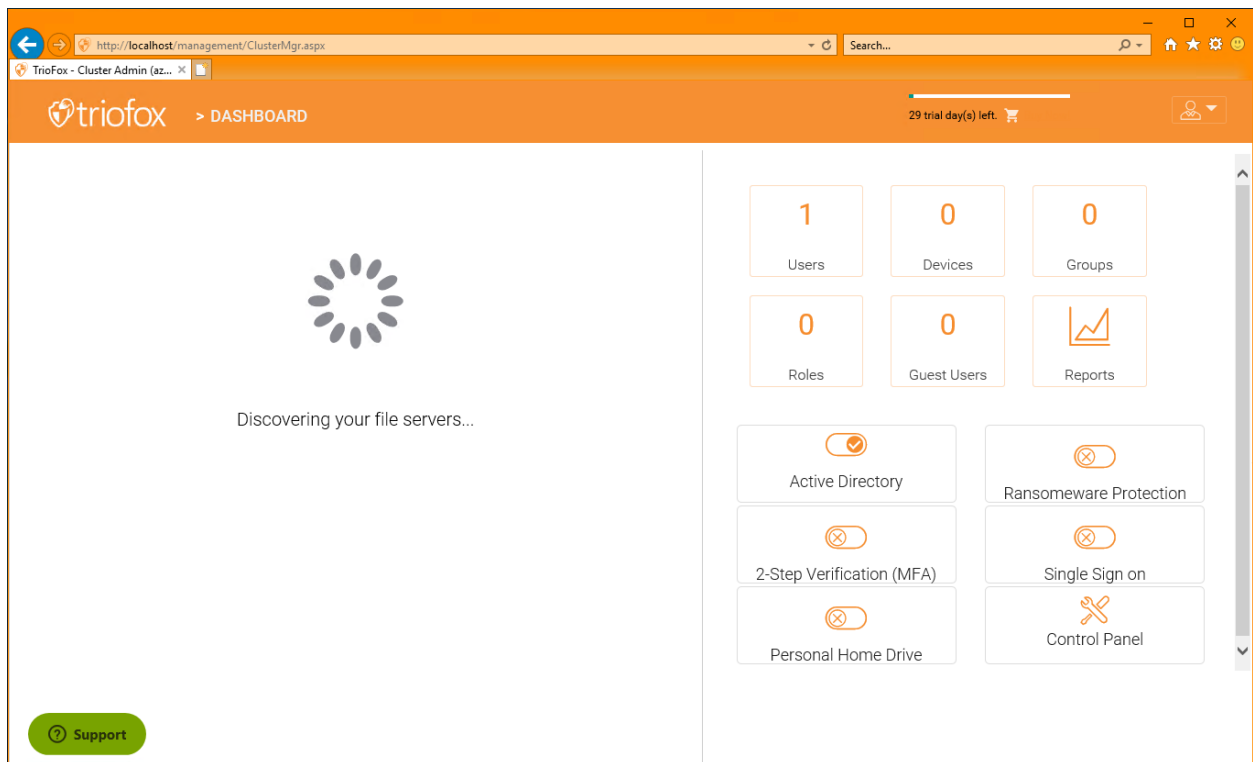 http://localhost/management/ClusterMgr.aspx
Search...
TrioFox - Cluster Admin (az...
triofox
> DASHBOARD
29 trial day(s) left.
1
Users
0
Devices
0
Groups
0
Roles
0
Guest Users
Reports
Discovering your file servers...
Active Directory
Ransomeware Protection
2-Step Verification (MFA)
Single Sign on
Personal Home Drive
Control Panel
Support